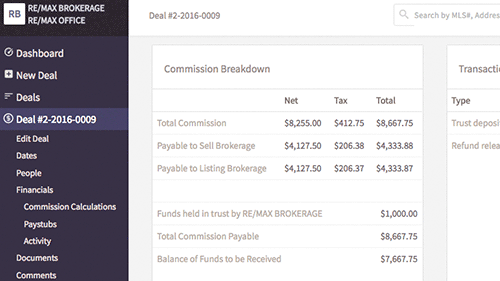 RB RE/MAX BROKERAGE
RE/MAX OFFICE
Deal #2-2016-0009
Search by MLS#, Addres
Dashboard
New Deal
Deals
Deal #2-2016-0009
Edit Deal
Dates
People
Financials
Commission Calculations
Paystubs
Activity
Documents
Comments
Commission Breakdown
Net Tax Total
Total Commission $8,255.00 $412.75 $8,667.75
Payable to Sell Brokerage $4,127.50 $206.38 $4,333.88
Payable to Listing Brokerage $4,127.50 $206.37 $4,333.87
Funds held in trust by RE/MAX BROKERAGE $1,000.00
Total Commission Payable $8,667.75
Balance of Funds to be Received $7,667.75
Transactio
Type
Trust deposi
Refund relea